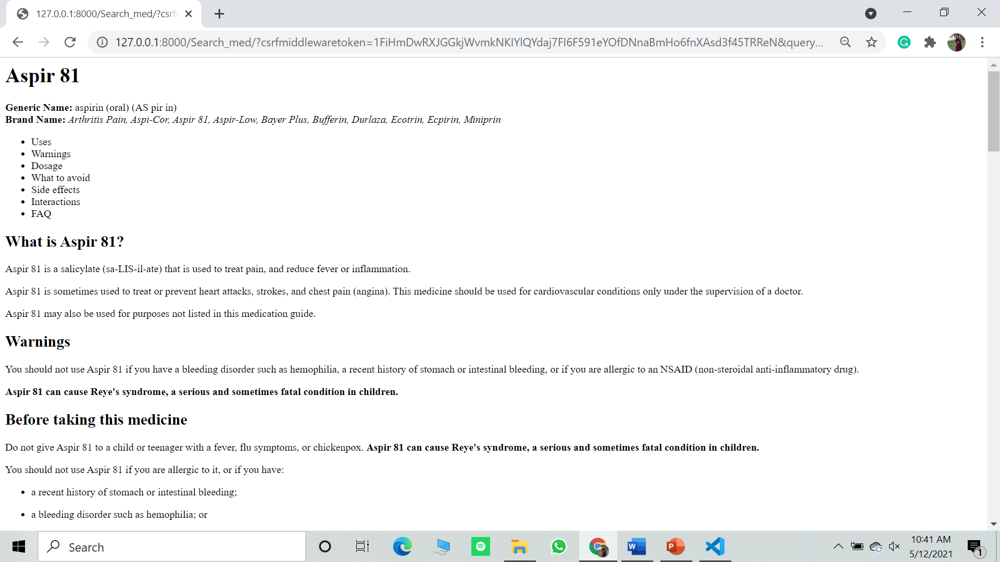 127.0.0.1:8000/Search_med/?csrf
127.0.0.1:8000/Search_med/?csrfmiddlewaretoken=1FiHmDwRXJGGkjWvmkNKIYlQYdaj7FI6F591eYOfDNnaBmHo6fnXAsd3f45TRReN&query...
Aspir 81
Generic Name: aspirin (oral) (AS pir in)
Brand Name: Arthritis Pain, Aspi-Cor, Aspir 81, Aspir-Low, Bayer Plus, Bufferin, Durlaza, Ecotrin, Ecpirin, Miniprin
• Uses
• Warnings
• Dosage
• What to avoid
• Side effects
• Interactions
• FAQ
What is Aspir 81?
Aspir 81 is a salicylate (sa-LIS-il-ate) that is used to treat pain, and reduce fever or inflammation.
Aspir 81 is sometimes used to treat or prevent heart attacks, strokes, and chest pain (angina). This medicine should be used for cardiovascular conditions only under the supervision of a doctor.
Aspir 81 may also be used for purposes not listed in this medication guide.
Warnings
You should not use Aspir 81 if you have a bleeding disorder such as hemophilia, a recent history of stomach or intestinal bleeding, or if you are allergic to an NSAID (non-steroidal anti-inflammatory drug).
Aspir 81 can cause Reye's syndrome, a serious and sometimes fatal condition in children.
Before taking this medicine
Do not give Aspir 81 to a child or teenager with a fever, flu symptoms, or chickenpox. Aspir 81 can cause Reye's syndrome, a serious and sometimes fatal condition in children.
You should not use Aspir 81 if you are allergic to it, or if you have:
• a recent history of stomach or intestinal bleeding;
• a bleeding disorder such as hemophilia; or
Search
10:41 AM
5/12/2021
1